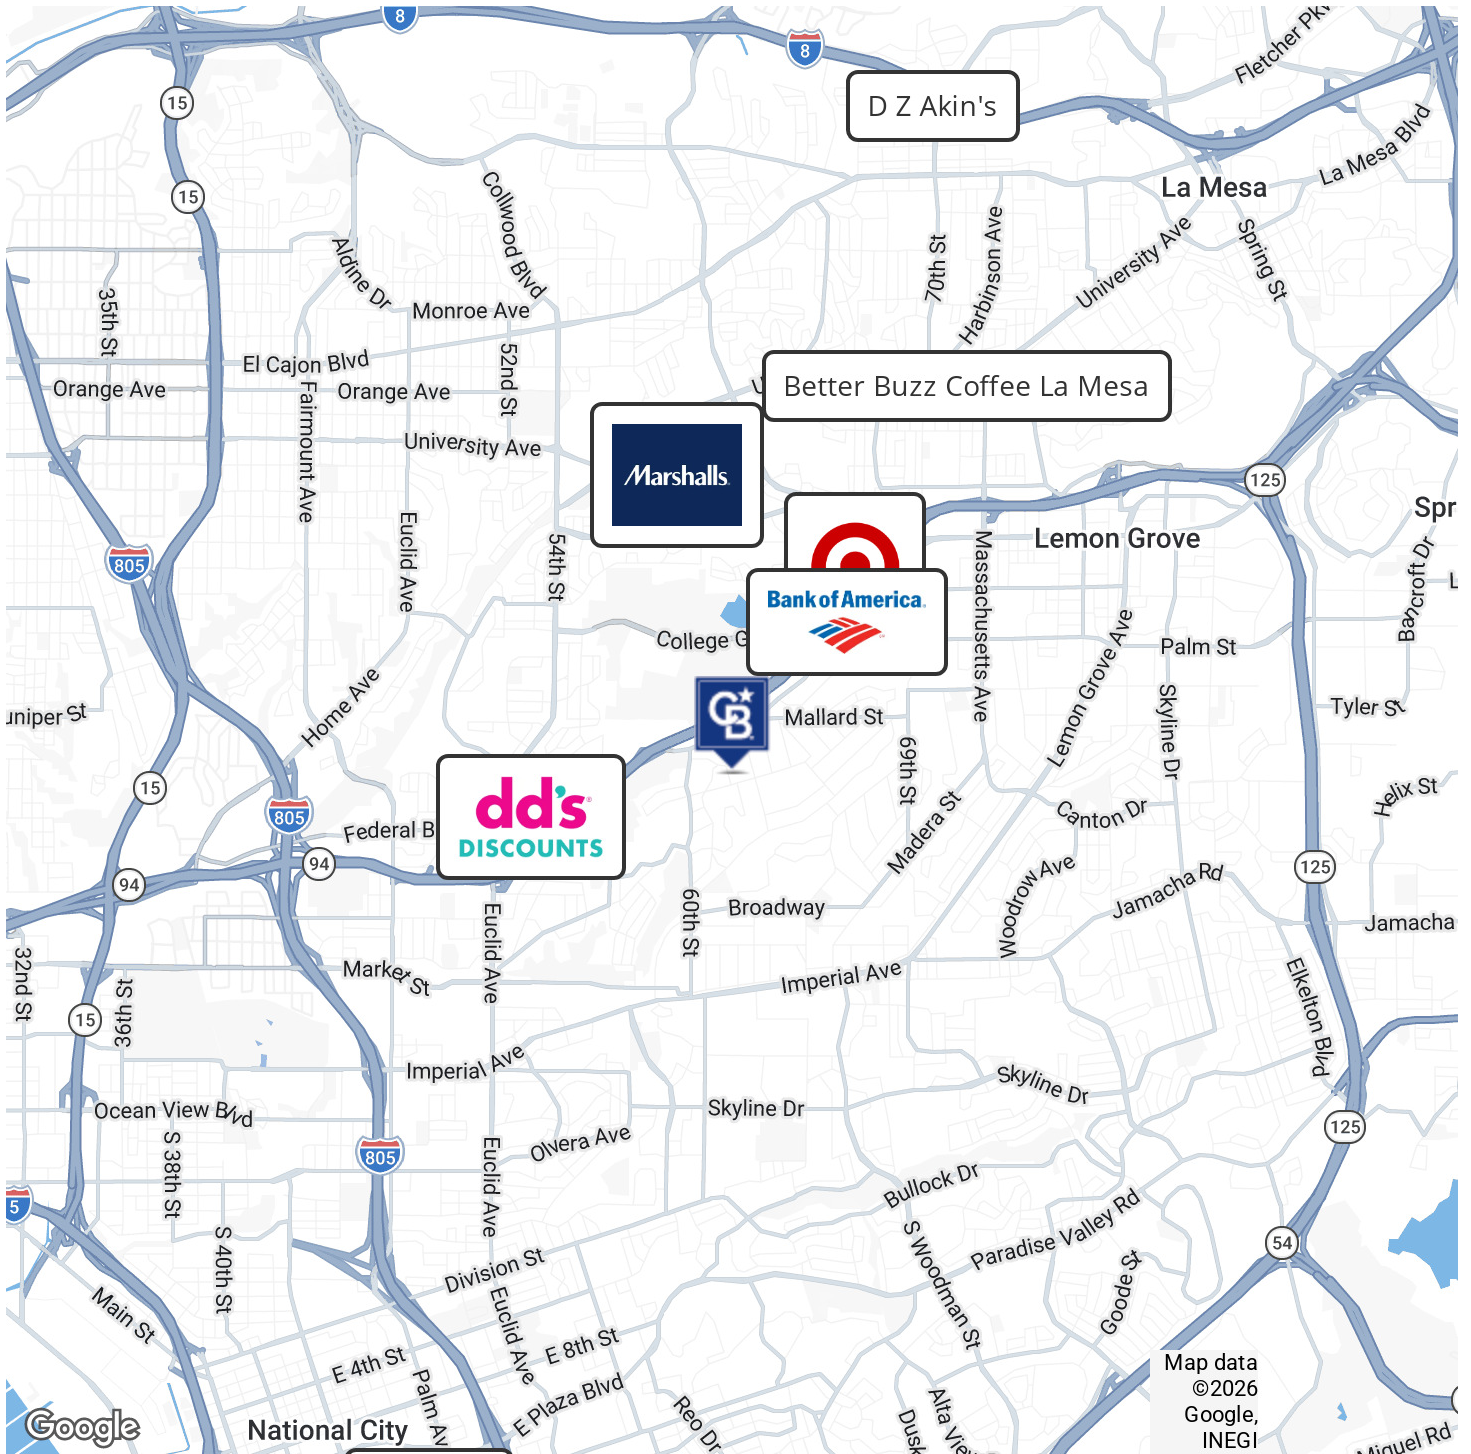 8
8
Fletcher Pkwy
15
D Z Akin's
La Mesa Blvd
La Mesa
15
Collwood Blvd
Aldine Dr
70th St
Harbinson Ave
University Ave
Spring St
35th St
Monroe Ave
El Cajon Blvd
52nd St
Orange Ave
Orange Ave
Better Buzz Coffee La Mesa
Fairmount Ave
University Ave
Marshalls
125
Spr
Lemon Grove
Euclid Ave
54th St
805
Massachusetts Ave
Bancroft Dr
Bank of America
College G
Lemon Grove Ave
Palm St
Home Ave
uniper St
CB
Mallard St
Skyline Dr
Tyler St
69th St
15
805
dd's
DISCOUNTS
Federal B
Madera St
Canton Dr
Helix St
94
94
Woodrow Ave
Jamacha Rd
125
60th St
Broadway
Euclid Ave
Jamacha
32nd St
Market St
Imperial Ave
36th St
15
Elkelton Blvd
Imperial Ave
Skyline Dr
Ocean View Blvd
Skyline Dr
125
S 38th St
Olvera Ave
805
Euclid Ave
Bullock Dr
5
Paradise Valley Rd
S 40th St
S Woodman St
54
Division St
Goode St
Main St
Euclid Ave
E 8th St
E 4th St
Map data
©2026
Google,
INEGI
Palm Av
E Plaza Blvd
Reo Dr
Alta View
Dusk
Google
National City
Miguel Rd